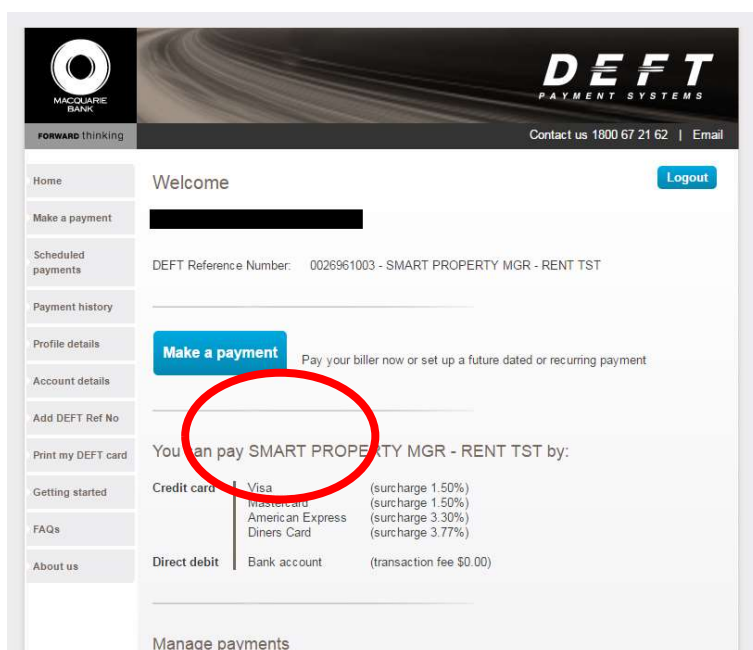 MACQUARIE
BANK
FORWARD thinking
DEFT
PAYMENT SYSTEMS
Contact us 1800 67 21 62 | Email
Home
Make a payment
Scheduled
payments
Payment history
Profile details
Account details
Add DEFT Ref No
Print my DEFT card
Getting started
FAQs
About us
Welcome
Logout
DEFT Reference Number: 0026961003 - SMART PROPERTY MGR - RENT TST
Make a payment Pay your biller now or set up a future dated or recurring payment
You can pay SMART PROPERTY MGR - RENT TST by:
Credit card Visa (surcharge 1.50%)
Mastercard (surcharge 1.50%)
American Express (surcharge 3.30%)
Diners Card (surcharge 3.77%)
Direct debit Bank account (transaction fee $0.00)
Manage payments